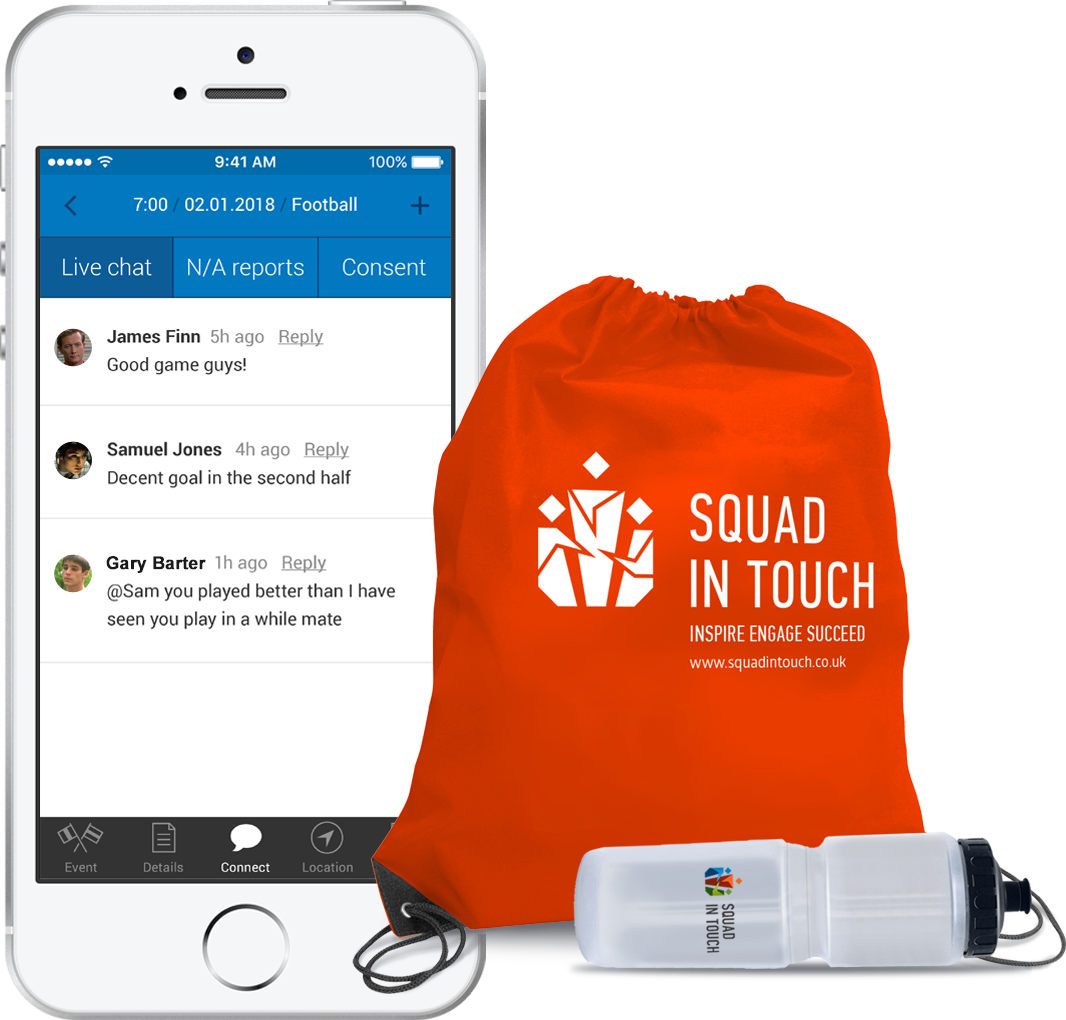 9:41 AM
100%
7:00 / 02.01.2018 / Football
Live chat
N/A reports
Consent
James Finn 5h ago Reply
Good game guys!
Samuel Jones 4h ago Reply
Decent goal in the second half
Gary Barter 1h ago Reply
@Sam you played better than I have
seen you play in a while mate
Event
Details
Connect
Location
SQUAD
IN TOUCH
INSPIRE ENGAGE SUCCEED
www.squadintouch.co.uk
SQUAD
IN TOUCH